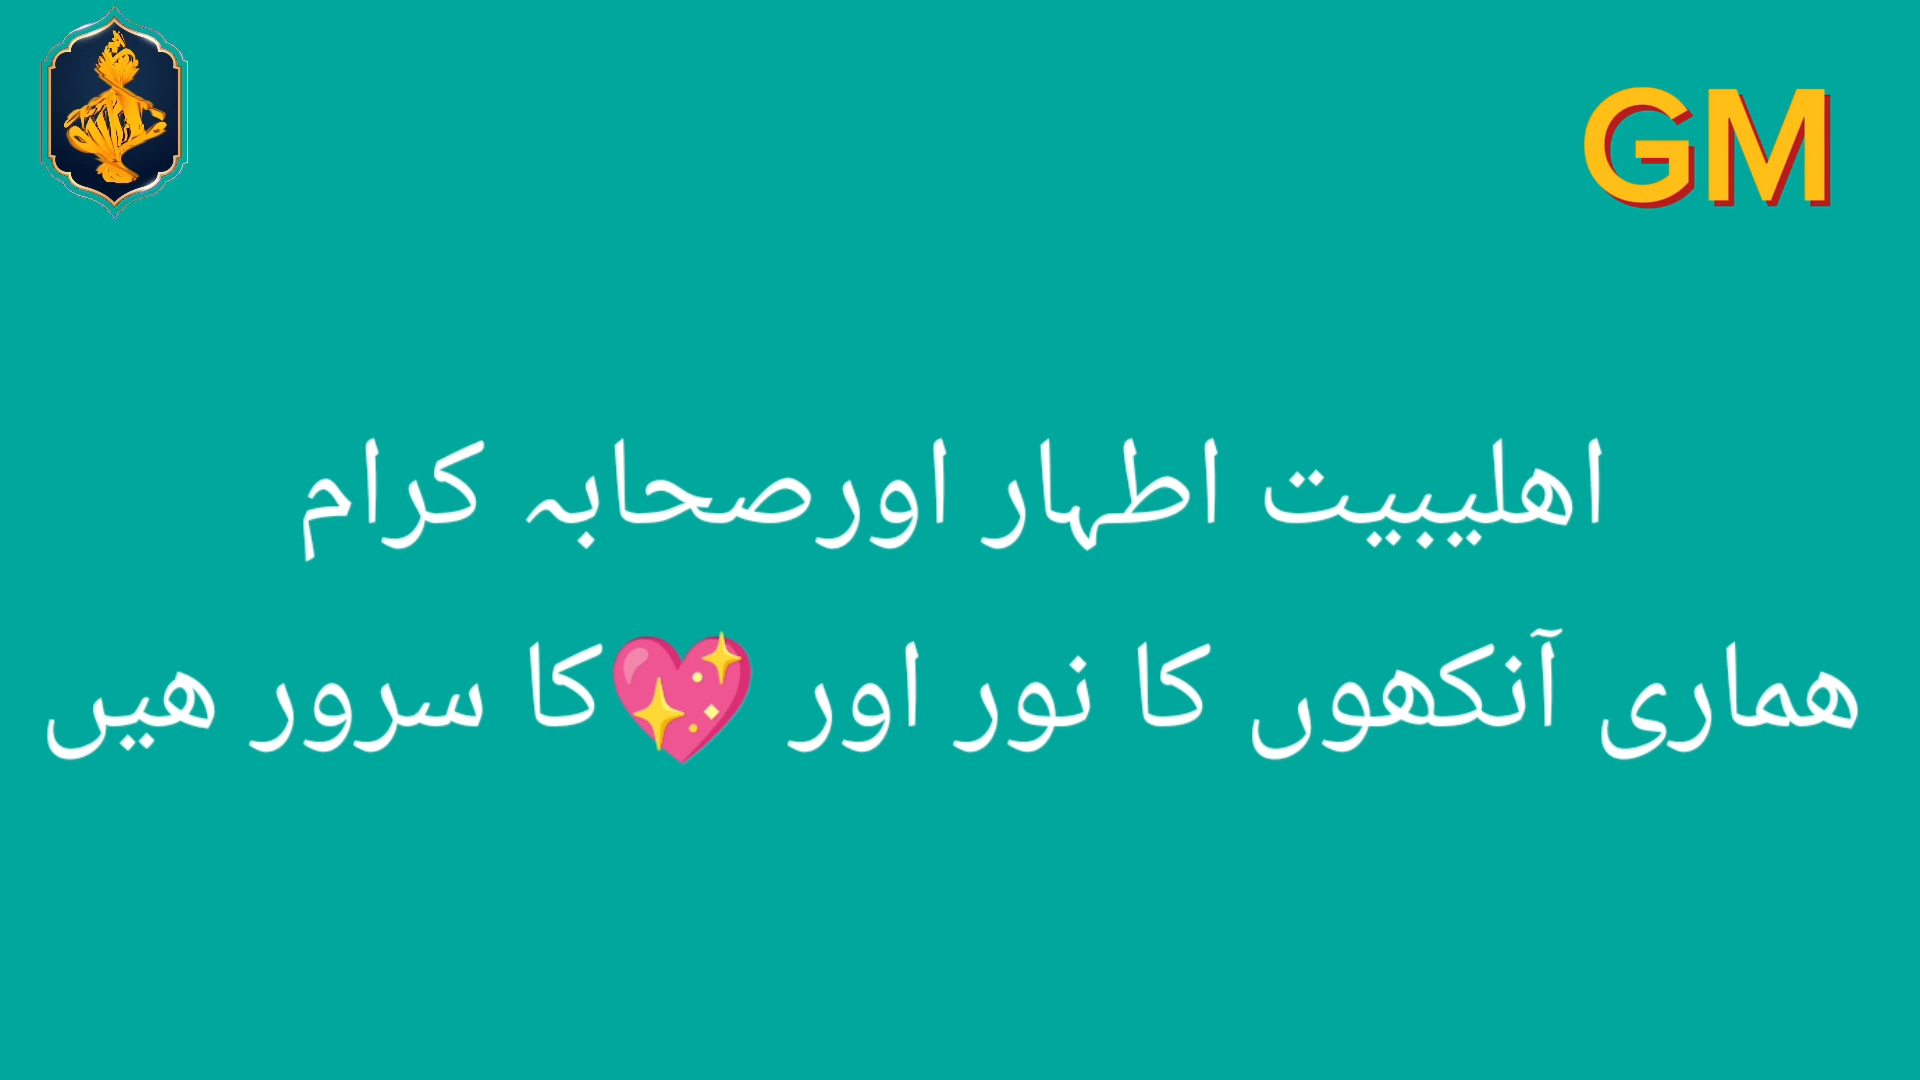 GM
اھلیبیت اطہار اورصحابہ کرام
ھماری آنکھوں کا نور اور 💖کا سرور ھیں